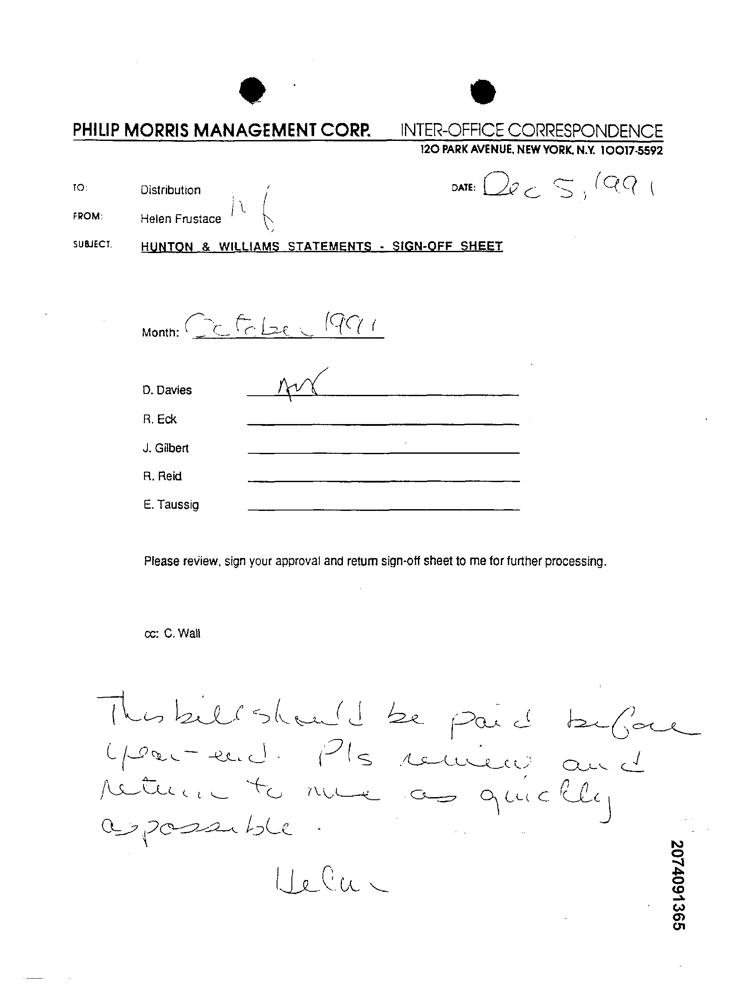 PHILIP MORRIS MANAGEMENT CORP. INTER-OFFICE CORRESPONDENCE
120 PARK AVENUE, NEW YORK, N.Y. 10017-5592
TO: Distribution DATE: Dec 5, 1991
FROM: Helen Frustace hf
SUBJECT. HUNTON & WILLIAMS STATEMENTS - SIGN-OFF SHEET
Month: October 1991
D. Davies
R. Eck
J. Gilbert
R. Reid
E. Taussig
Please review, sign your approval and return sign-off sheet to me for further processing.
cc: C. Wall
This bill should be paid before
year-end. Pls review and
return to me as quickly
as possible.
Helen
2074091365